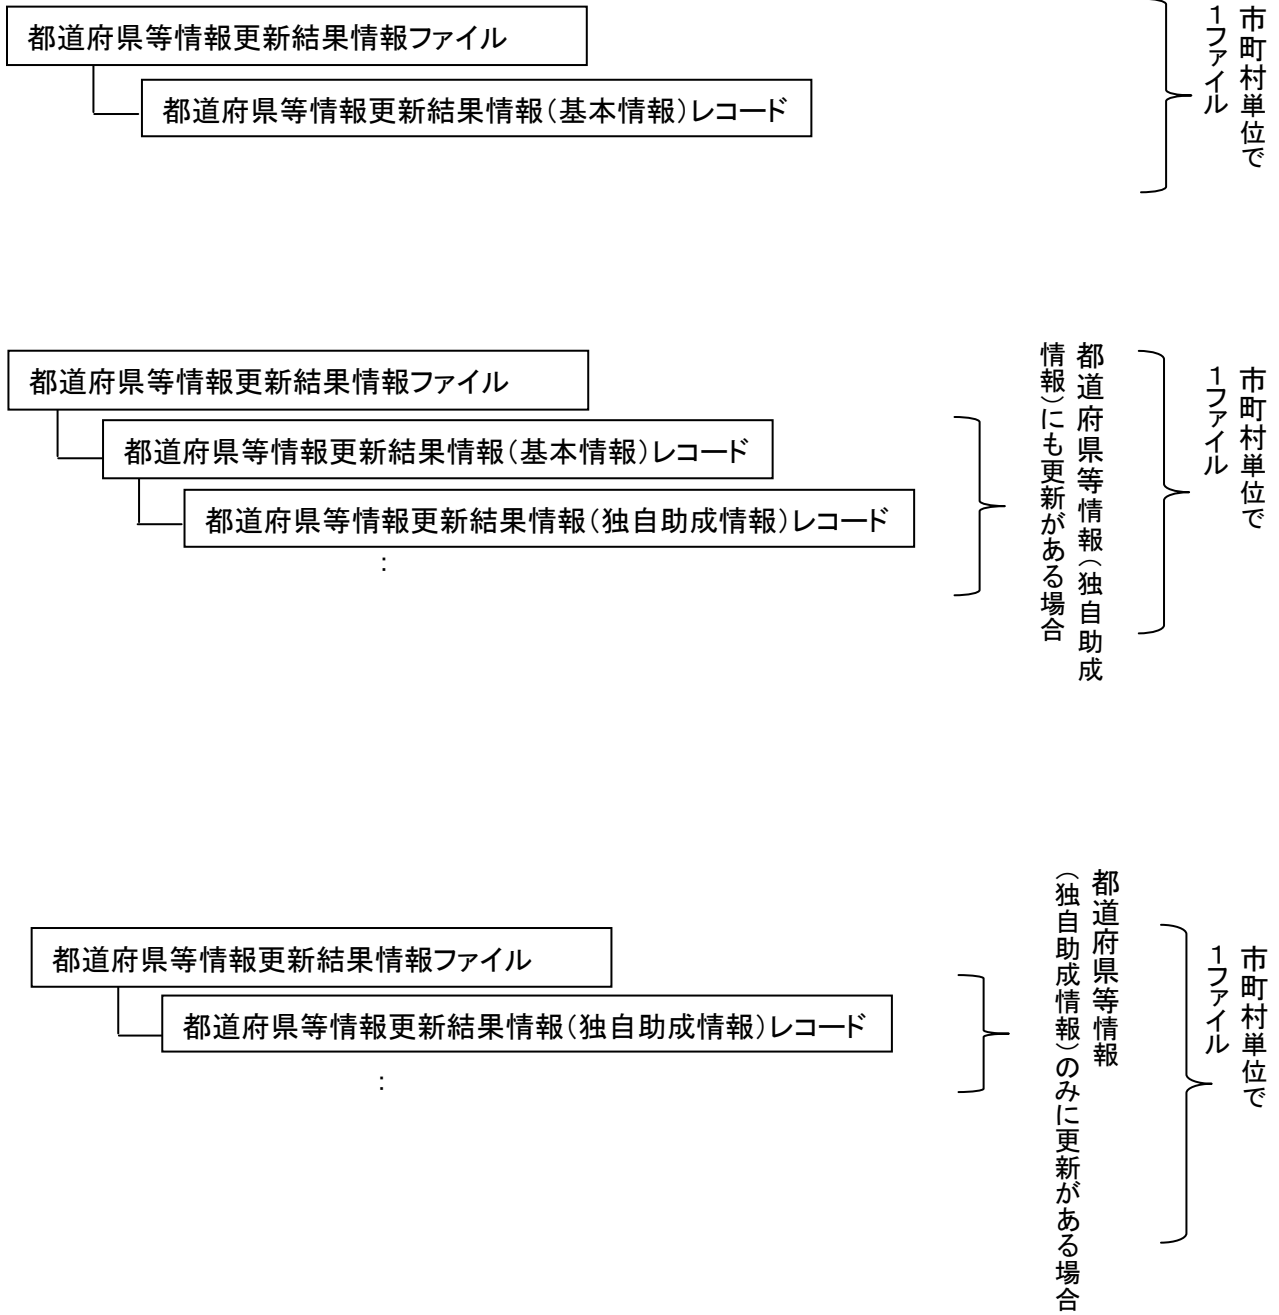 都道府県等情報更新結果情報ファイル
都道府県等情報更新結果情報(基本情報)レコード
市町村単位で
1ファイル
都道府県等情報更新結果情報ファイル
都道府県等情報更新結果情報(基本情報)レコード
都道府県等情報更新結果情報(独自助成情報)レコード
:
都道府県等情報(独自助成
情報)にも更新がある場合
市町村単位で
1ファイル
都道府県等情報更新結果情報ファイル
都道府県等情報更新結果情報(独自助成情報)レコード
:
都道府県等情報
(独自助成情報)のみに更新がある場合
市町村単位で
1ファイル